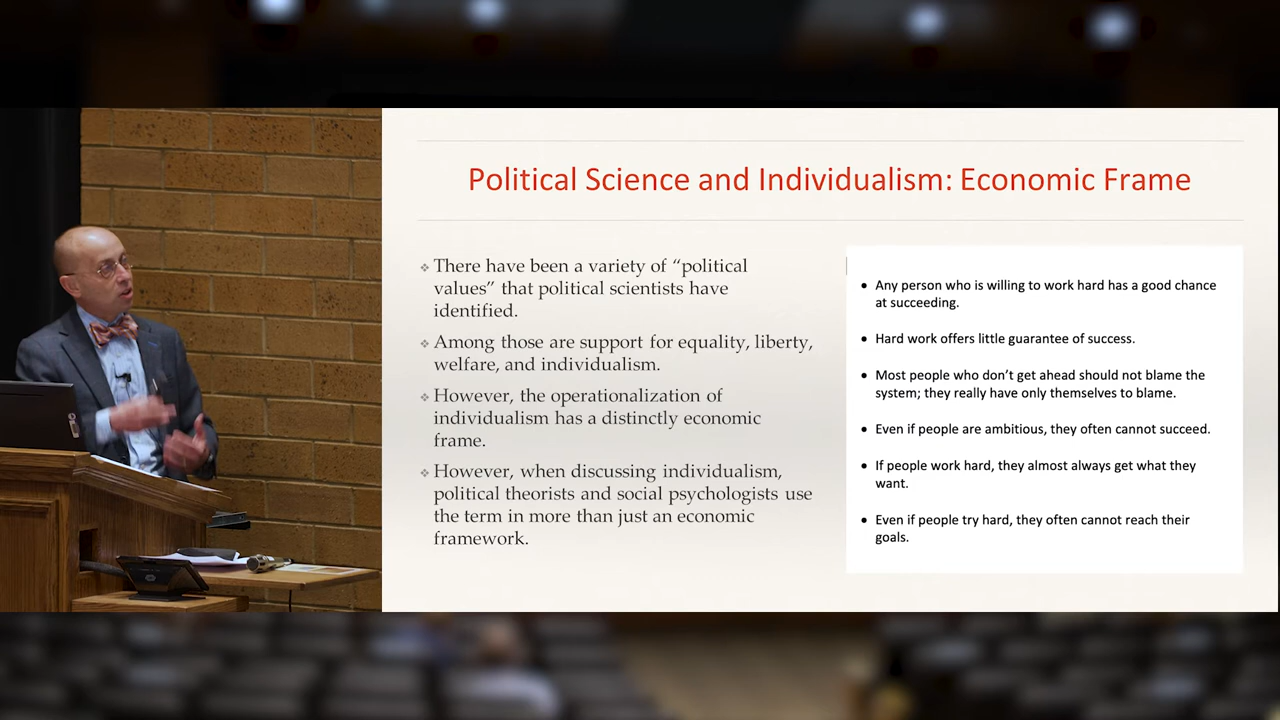 Political Science and Individualism: Economic Frame
There have been a variety of “political
values” that political scientists have
identified.
Among those are support for equality, liberty,
welfare, and individualism.
However, the operationalization of
individualism has a distinctly economic
frame.
However, when discussing individualism,
political theorists and social psychologists use
the term in more than just an economic
framework.
Any person who is willing to work hard has a good chance
at succeeding.
Hard work offers little guarantee of success.
Most people who don’t get ahead should not blame the
system; they really have only themselves to blame.
Even if people are ambitious, they often cannot succeed.
If people work hard, they almost always get what they
want.
Even if people try hard, they often cannot reach their
goals.